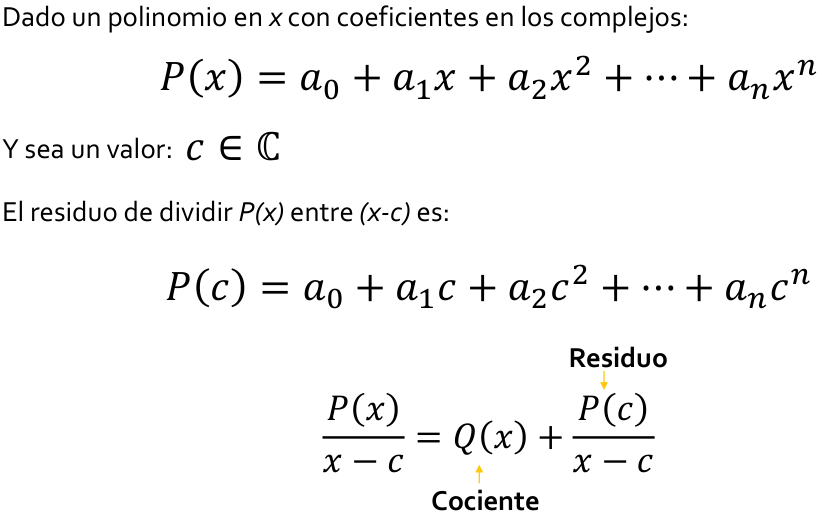 Dado un polinomio en x con coeficientes en los complejos:
P(x) = a₀ + a₁x + a₂x² + ⋯ + aₙxⁿ
Y sea un valor: c ∈ ℂ
El residuo de dividir P(x) entre (x-c) es:
P(c) = a₀ + a₁c + a₂c² + ⋯ + aₙcⁿ
Residuo
P(x)/(x − c) = Q(x) + P(c)/(x − c)
Cociente